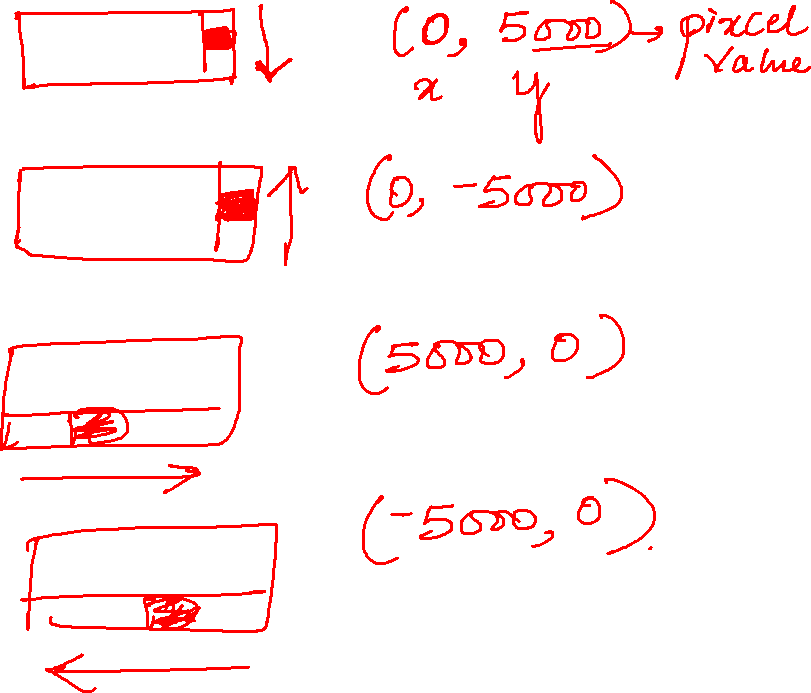 (0, 5000) → pixcel
value
x y
(0, -5000)
(5000, 0)
(-5000, 0).